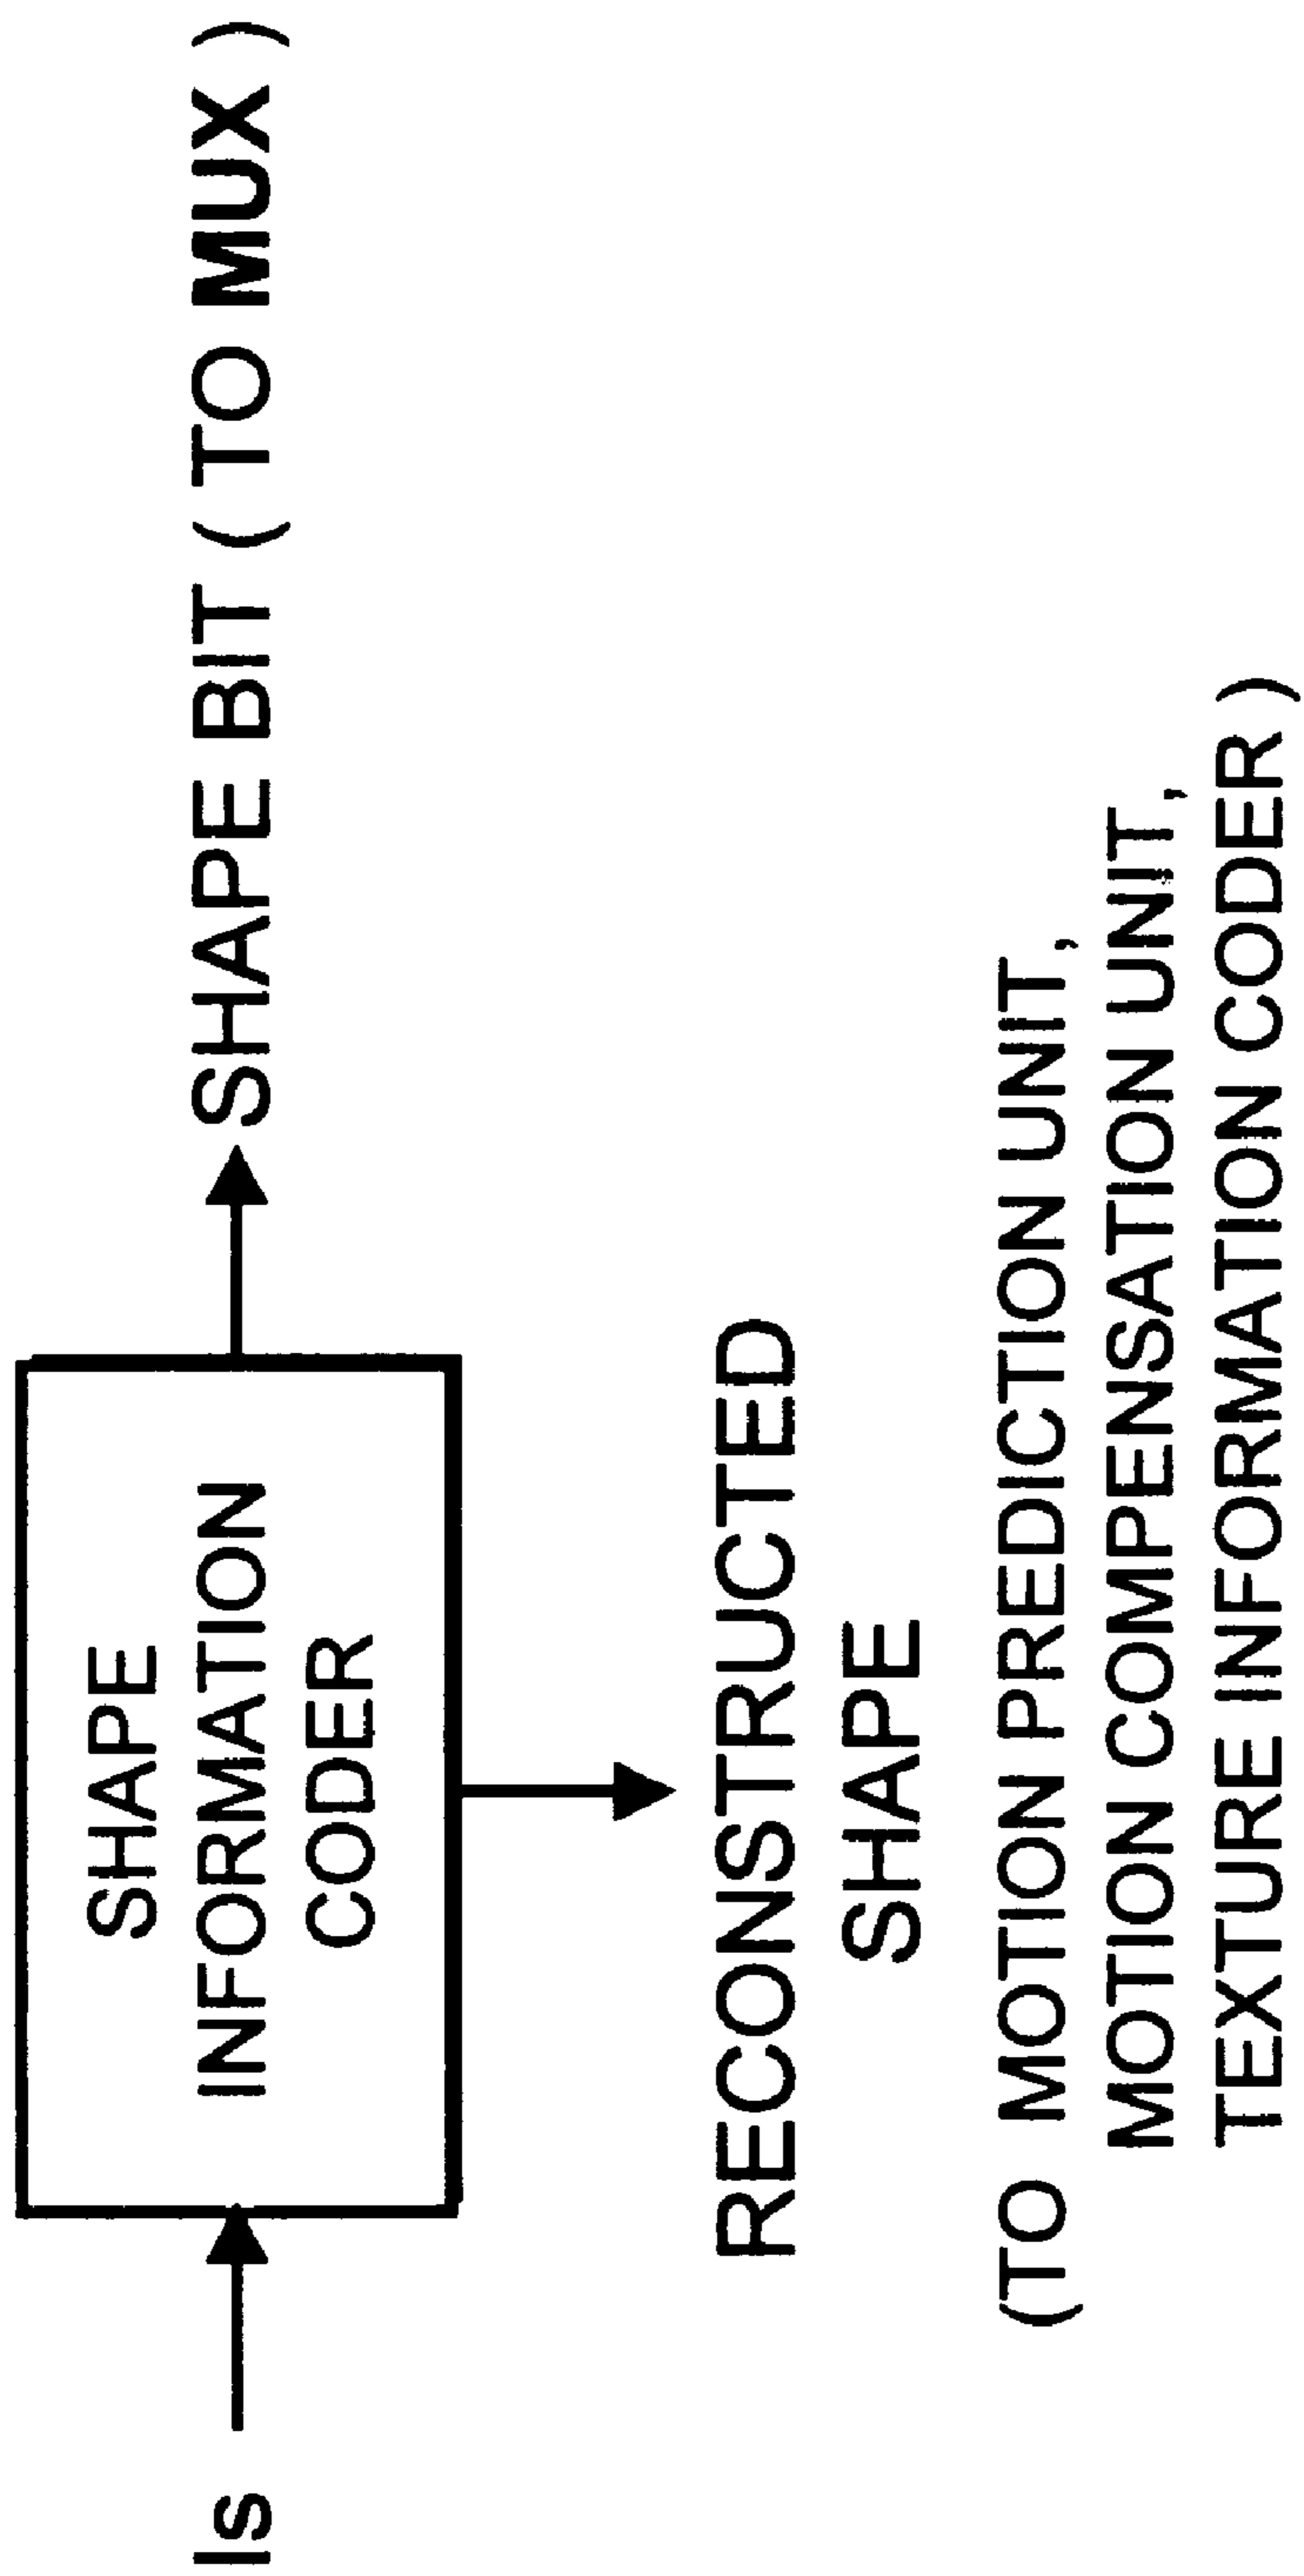 Is
SHAPE
INFORMATION
CODER
SHAPE BIT ( TO MUX )
RECONSTRUCTED
SHAPE
(TO MOTION PREDICTION UNIT,
MOTION COMPENSATION UNIT,
TEXTURE INFORMATION CODER )